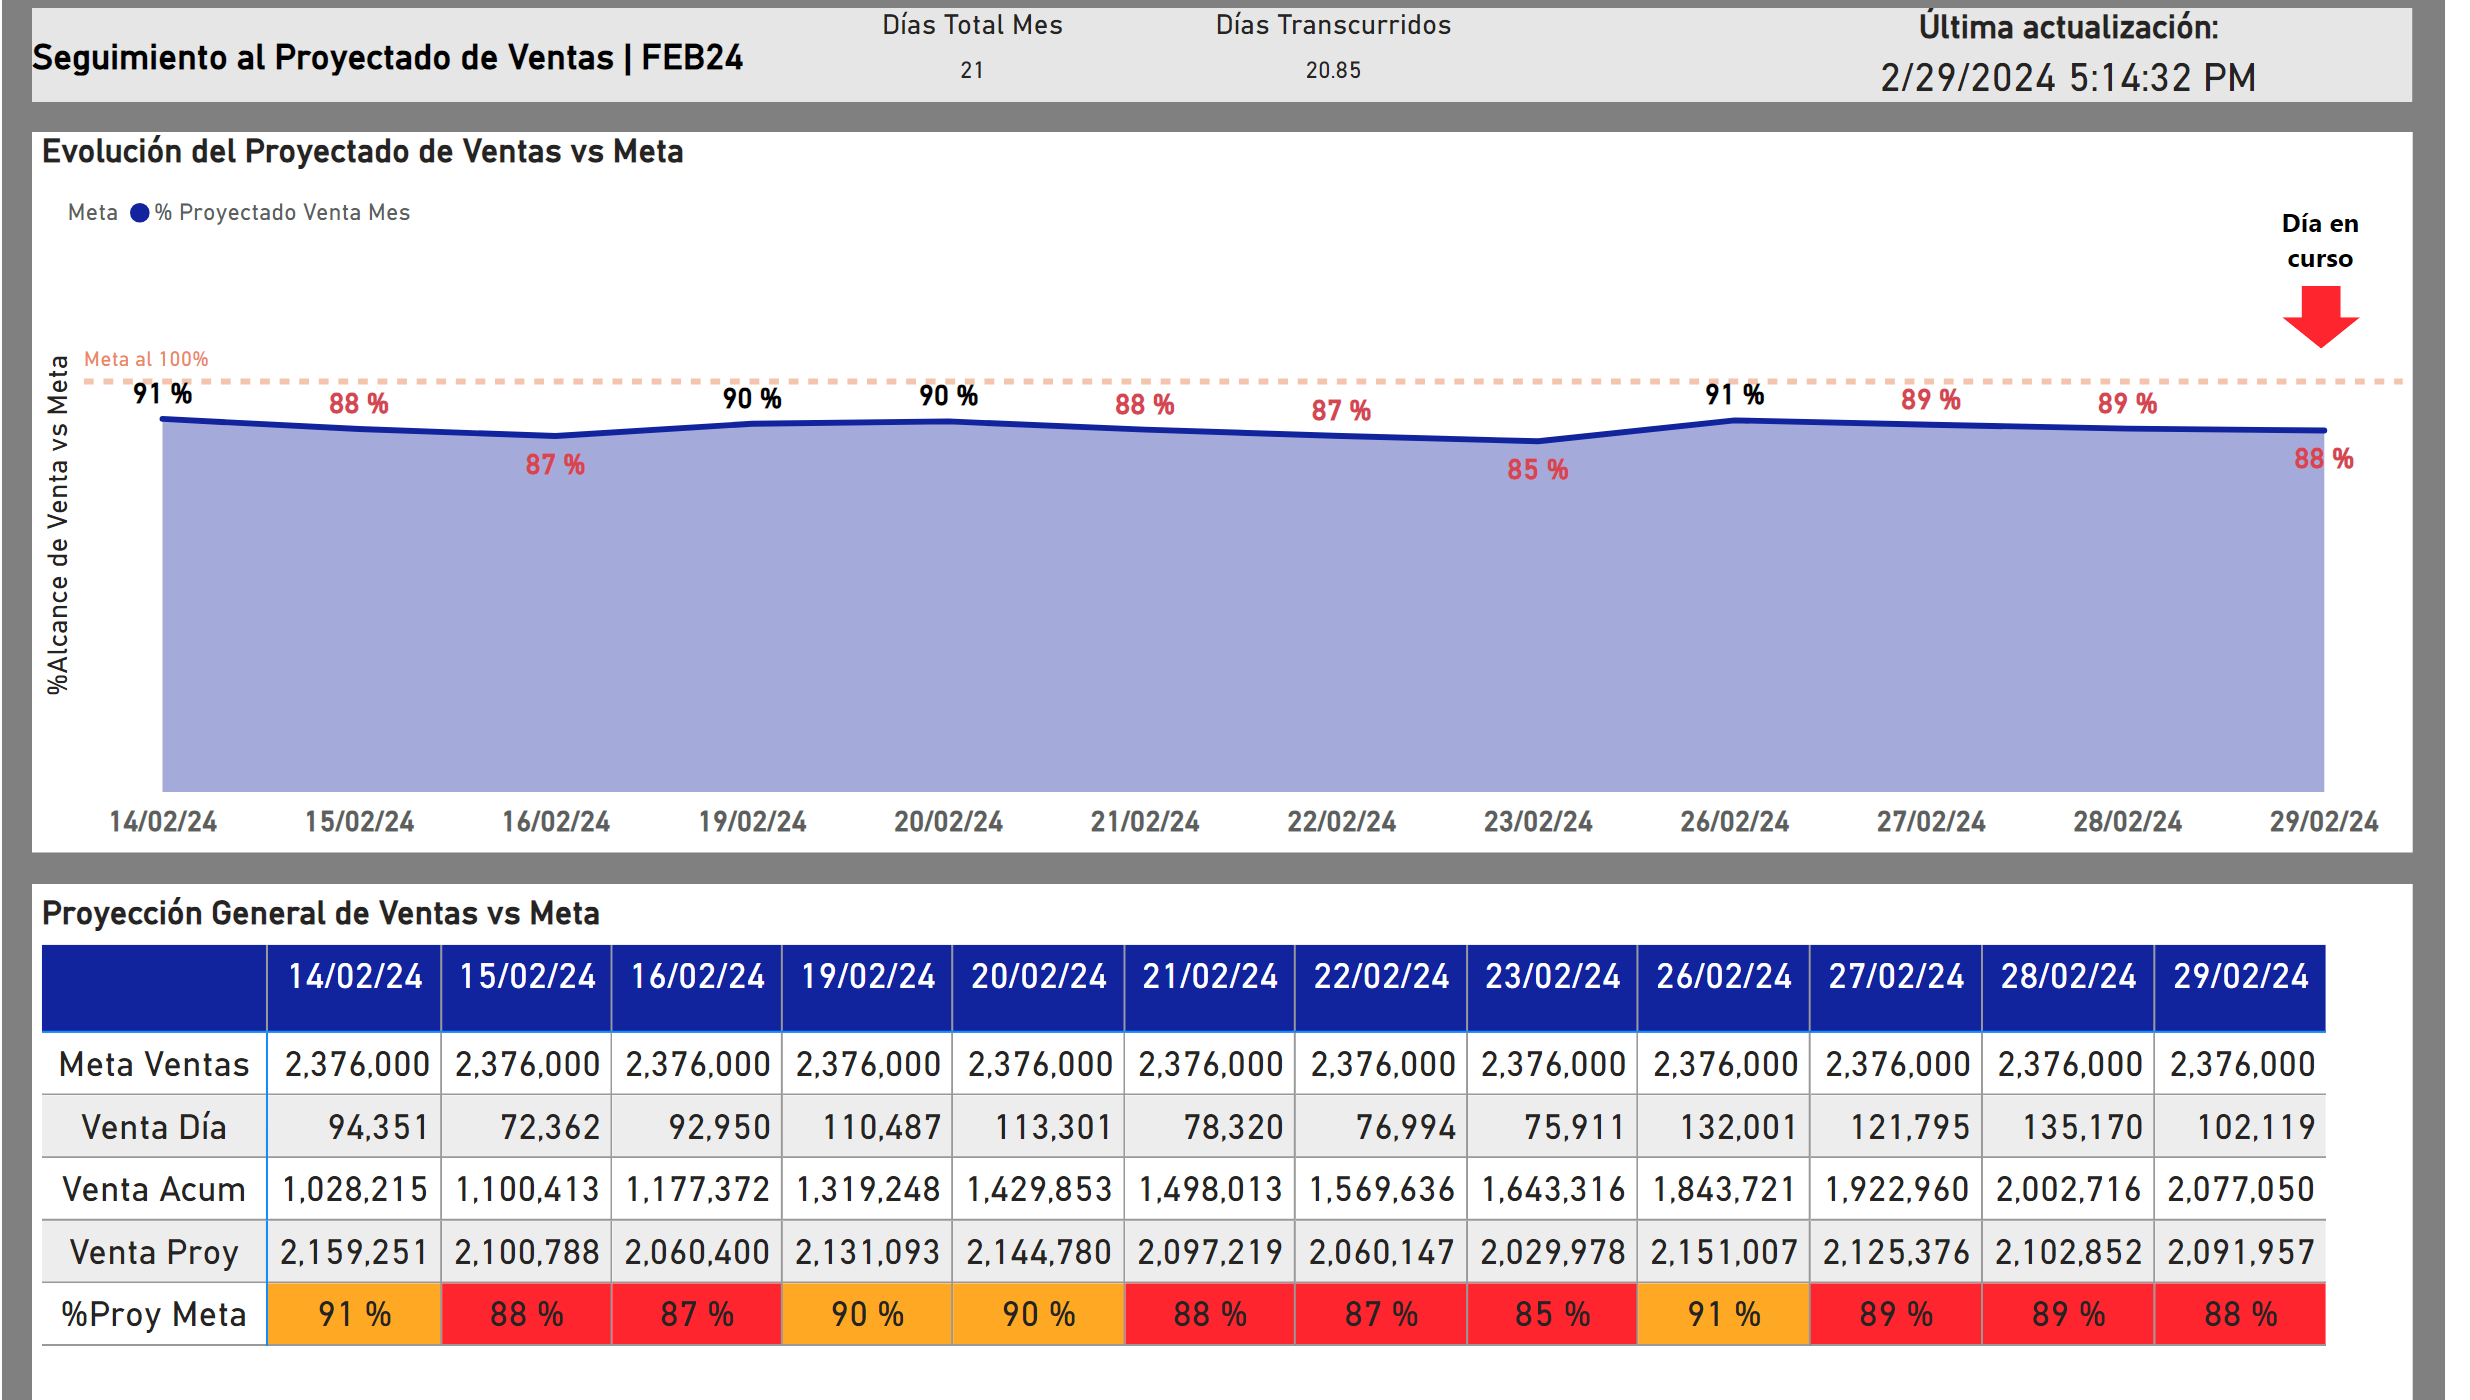 Seguimiento al Proyectado de Ventas | FEB24
Días Total Mes
21
Días Transcurridos
20.85
Última actualización:
2/29/2024 5:14:32 PM
Evolución del Proyectado de Ventas vs Meta
Meta % Proyectado Venta Mes
Día en
curso
%Alcance de Venta vs Meta
Meta al 100%
91 % 88 % 87 % 90 % 90 % 88 % 87 % 85 % 91 % 89 % 89 % 88 %
14/02/24 15/02/24 16/02/24 19/02/24 20/02/24 21/02/24 22/02/24 23/02/24 26/02/24 27/02/24 28/02/24 29/02/24
Proyección General de Ventas vs Meta
14/02/24 15/02/24 16/02/24 19/02/24 20/02/24 21/02/24 22/02/24 23/02/24 26/02/24 27/02/24 28/02/24 29/02/24
Meta Ventas 2,376,000 2,376,000 2,376,000 2,376,000 2,376,000 2,376,000 2,376,000 2,376,000 2,376,000 2,376,000 2,376,000 2,376,000
Venta Día 94,351 72,362 92,950 110,487 113,301 78,320 76,994 75,911 132,001 121,795 135,170 102,119
Venta Acum 1,028,215 1,100,413 1,177,372 1,319,248 1,429,853 1,498,013 1,569,636 1,643,316 1,843,721 1,922,960 2,002,716 2,077,050
Venta Proy 2,159,251 2,100,788 2,060,400 2,131,093 2,144,780 2,097,219 2,060,147 2,029,978 2,151,007 2,125,376 2,102,852 2,091,957
%Proy Meta 91 % 88 % 87 % 90 % 90 % 88 % 87 % 85 % 91 % 89 % 89 % 88 %